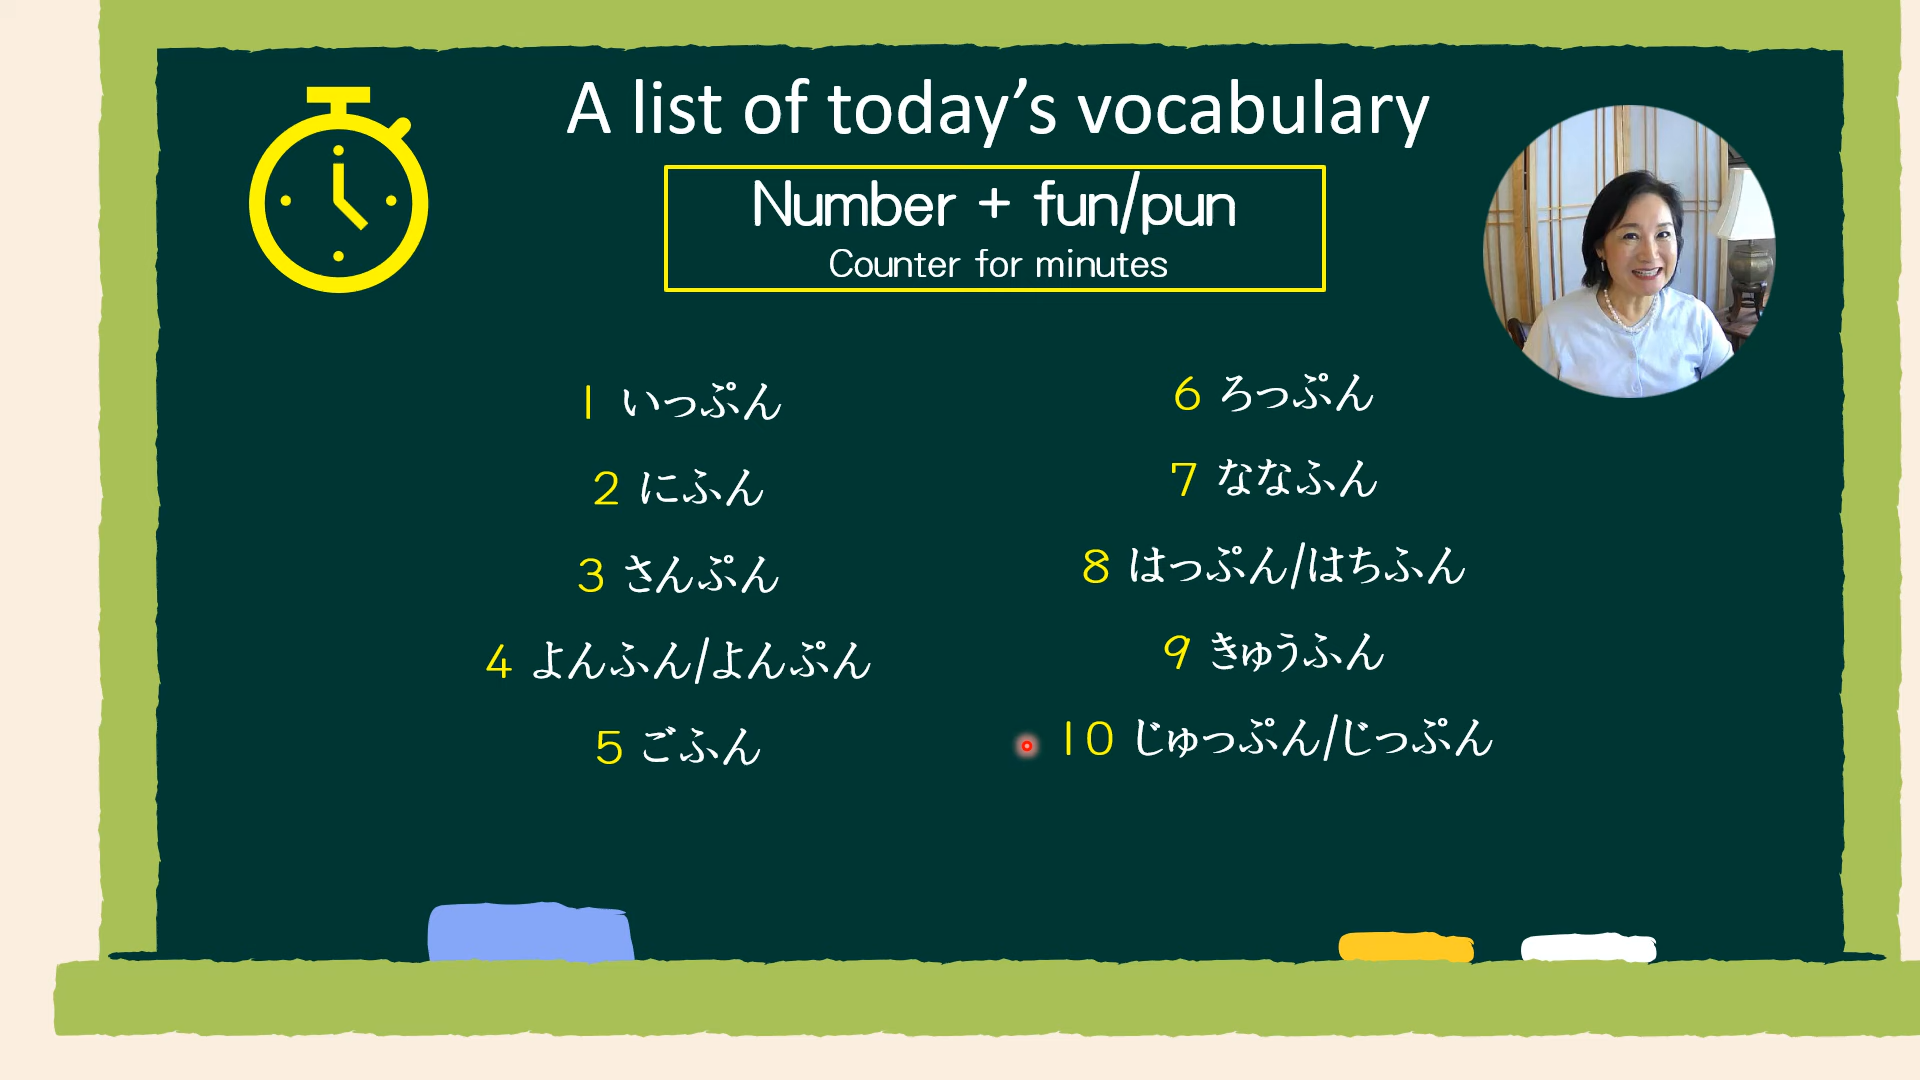 A list of today’s vocabulary
Number + fun/pun
Counter for minutes
1 いっぷん
2 にふん
3 さんぷん
4 よんふん/よんぷん
5 ごふん
6 ろっぷん
7 ななふん
8 はっぷん/はちふん
9 きゅうふん
10 じゅっぷん/じっぷん